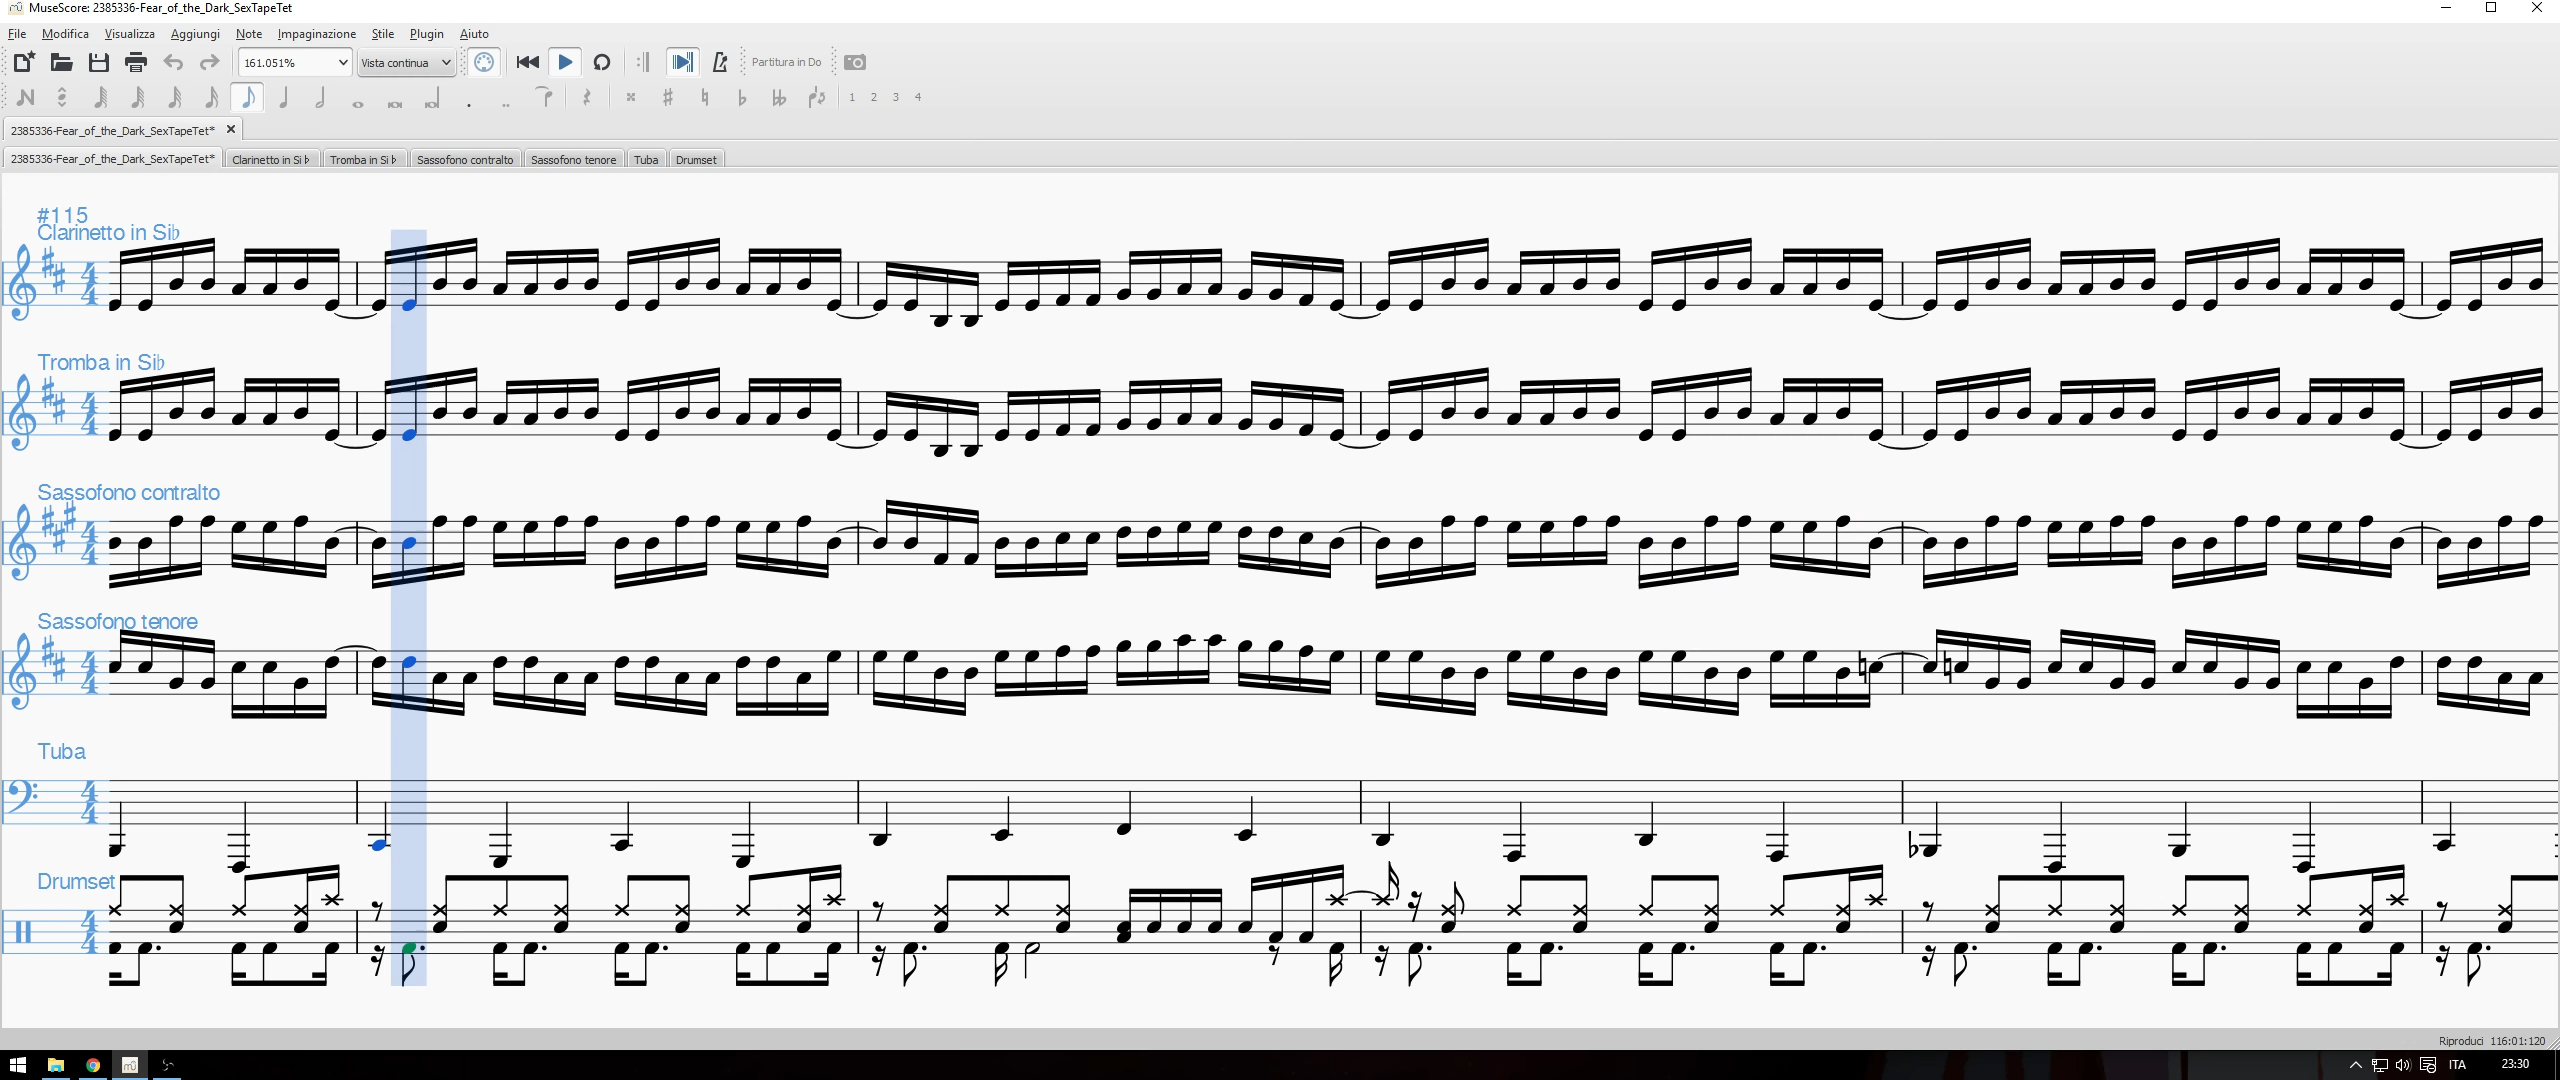 MuseScore: 2385336-Fear_of_the_Dark_SexTapeTet
File Modifica Visualizza Aggiungi Note Impaginazione Stile Plugin Aiuto
161.051% Vista continua Partitura in Do
1 2 3 4
2385336-Fear_of_the_Dark_SexTapeTet*
2385336-Fear_of_the_Dark_SexTapeTet* Clarinetto in Si♭ Tromba in Si♭ Sassofono contralto Sassofono tenore Tuba Drumset
#115
Clarinetto in Si♭
Tromba in Si♭
Sassofono contralto
Sassofono tenore
Tuba
Drumset
Riproduci 116:01:120
ITA 23:30